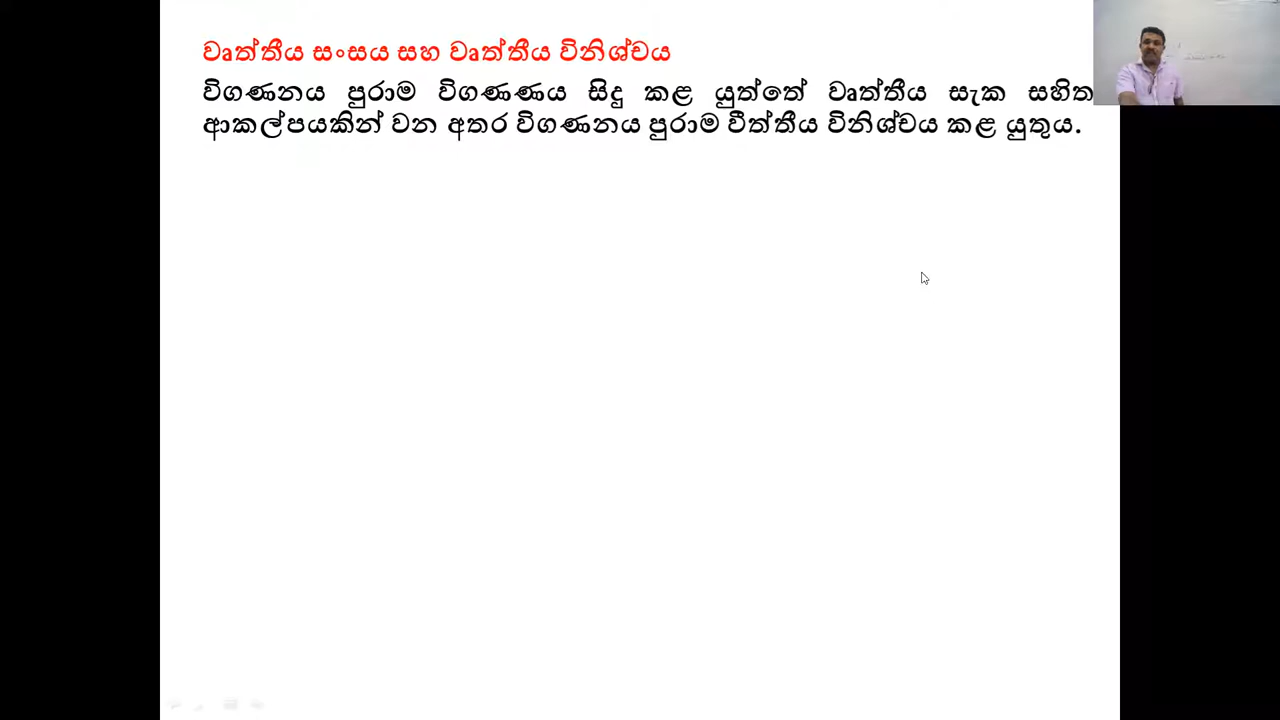 වෘත්තීය සංසය සහ වෘත්තීය විනිශ්චය
විගණනය පුරාම විගණණය සිදු කළ යුත්තේ වෘත්තීය සැක සහිත
ආකල්පයකින් වන අතර විගණනය පුරාම වීත්තීය විනිශ්චය කළ යුතුය.